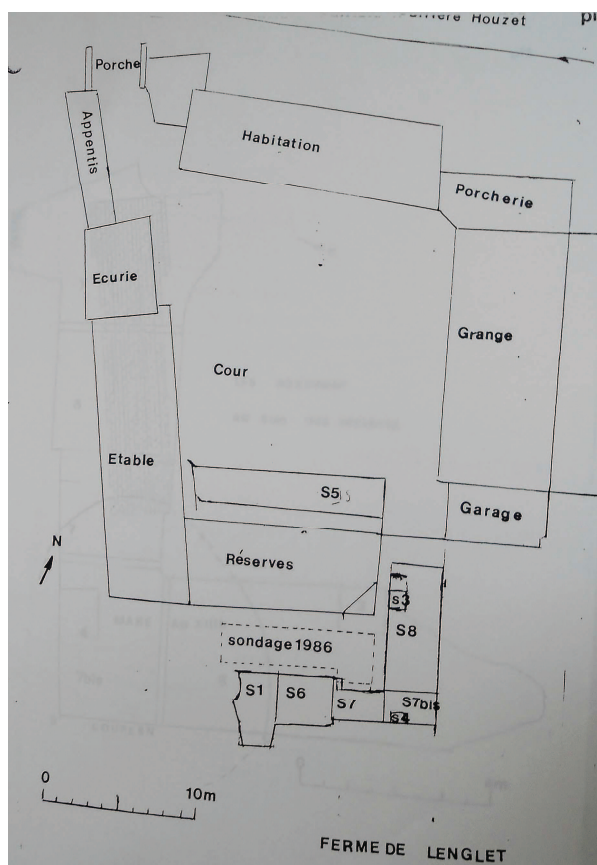 Houzet
Porche
Appentis
Habitation
Porcherie
Ecurie
Grange
Cour
Etable
S5
Garage
Réserves
N
s3
S8
sondage 1986
S1
S6
S7
S7bis
s4
0
10m
FERME DE LENGLET